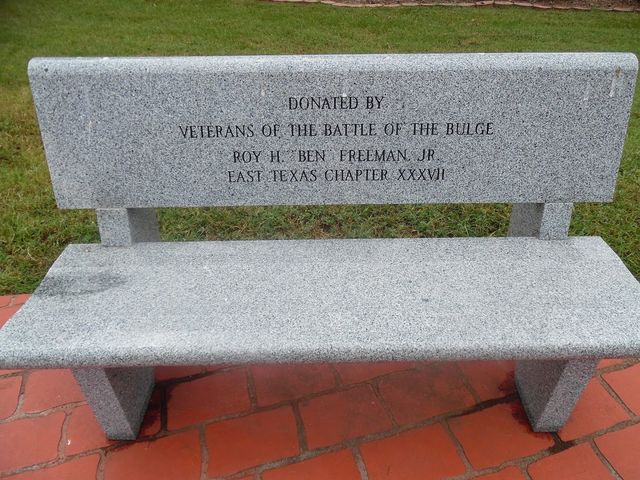 DONATED BY
VETERANS OF THE BATTLE OF THE BULGE
ROY H. "BEN" FREEMAN, JR.
EAST TEXAS CHAPTER XXXVII